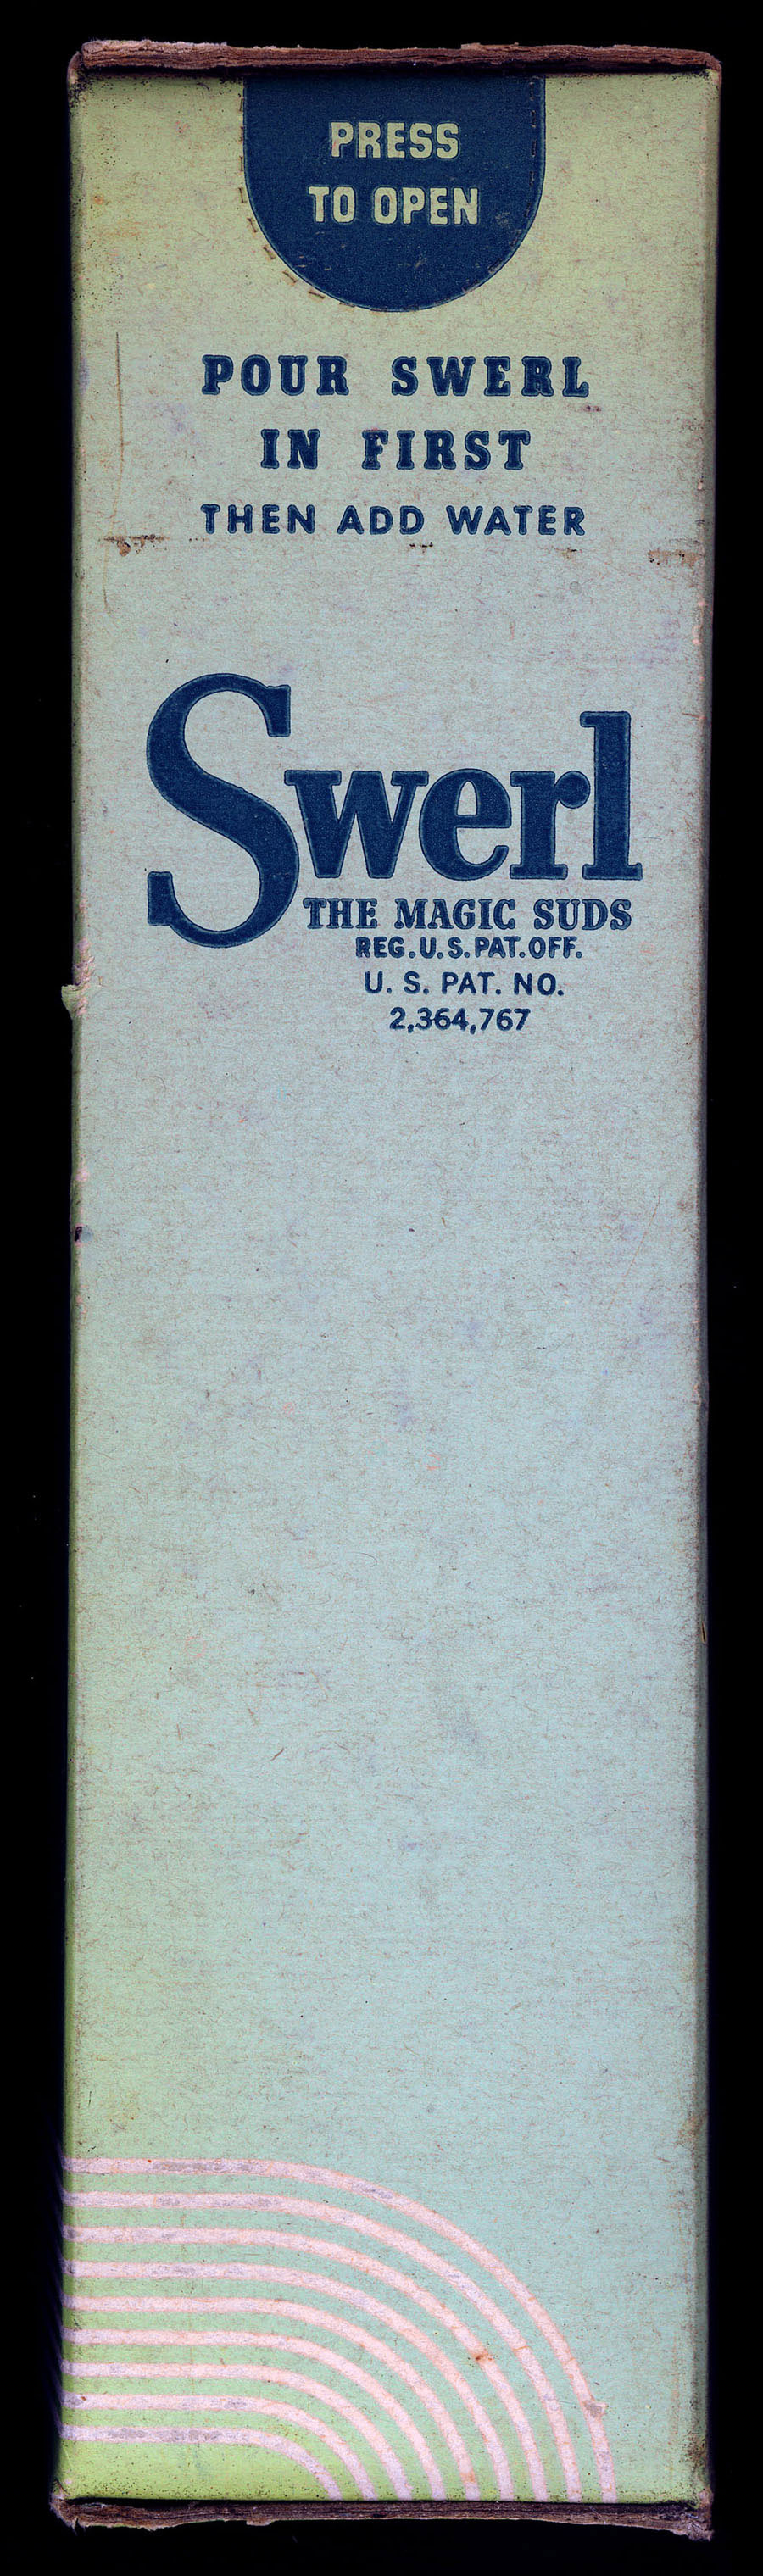 PRESS
TO OPEN
POUR SWERL
IN FIRST
THEN ADD WATER
Swerl
THE MAGIC SUDS
REG. U. S. PAT. OFF.
U. S. PAT. NO.
2,364,767